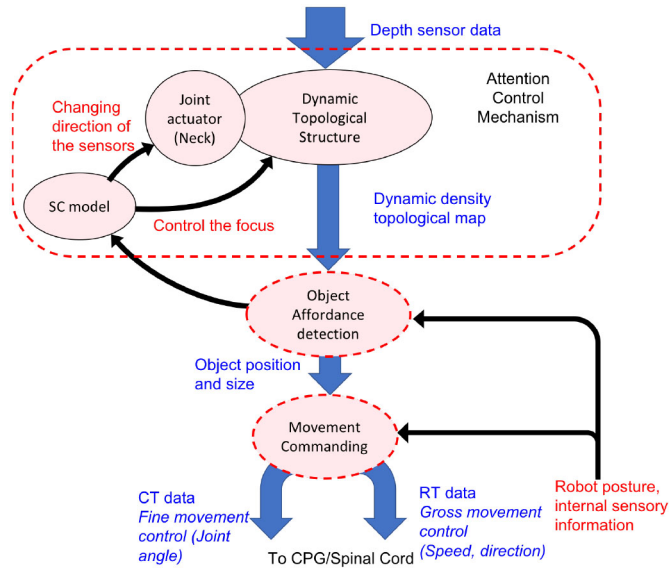 Depth sensor data
Attention
Control
Mechanism
Changing
direction of
the sensors
Joint
actuator
(Neck)
Dynamic
Topological
Structure
SC model
Control the focus
Dynamic density
topological map
Object
Affordance
detection
Object position
and size
Movement
Commanding
CT data
Fine movement
control (Joint
angle)
RT data
Gross movement
control
(Speed, direction)
Robot posture,
internal sensory
information
To CPG/Spinal Cord